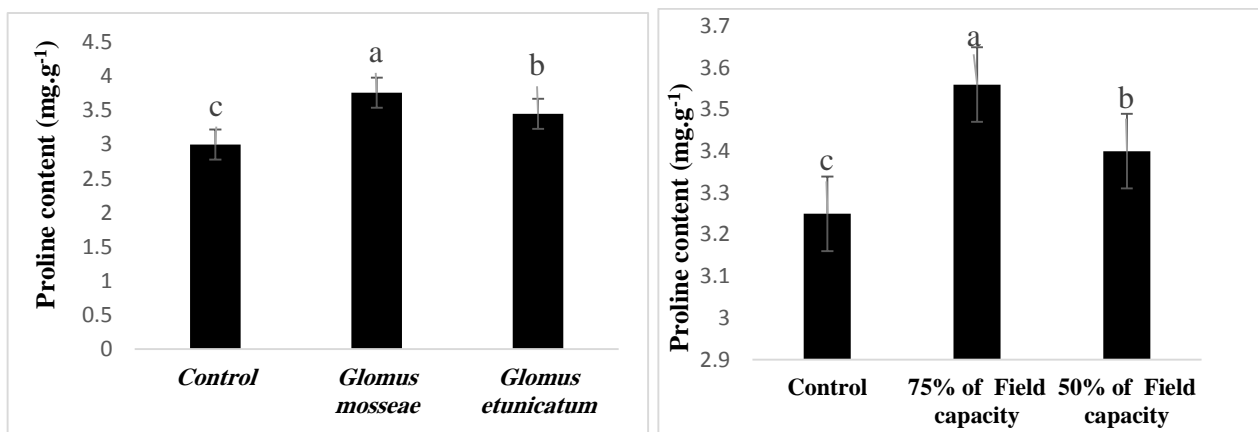 Proline content (mg.g-1)
4.5
4
3.5
3
2.5
2
1.5
1
0.5
0
c
a
b
Control
Glomus
mosseae
Glomus
etunicatum
Proline content (mg.g-1)
3.7
3.6
3.5
3.4
3.3
3.2
3.1
3
2.9
c
a
b
Control
75% of Field
capacity
50% of Field
capacity